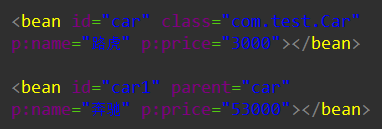 <bean id="car" class="com.test.Car"
p:name="路虎" p:price="3000"></bean>
<bean id="car1" parent="car"
p:name="奔驰" p:price="53000"></bean>